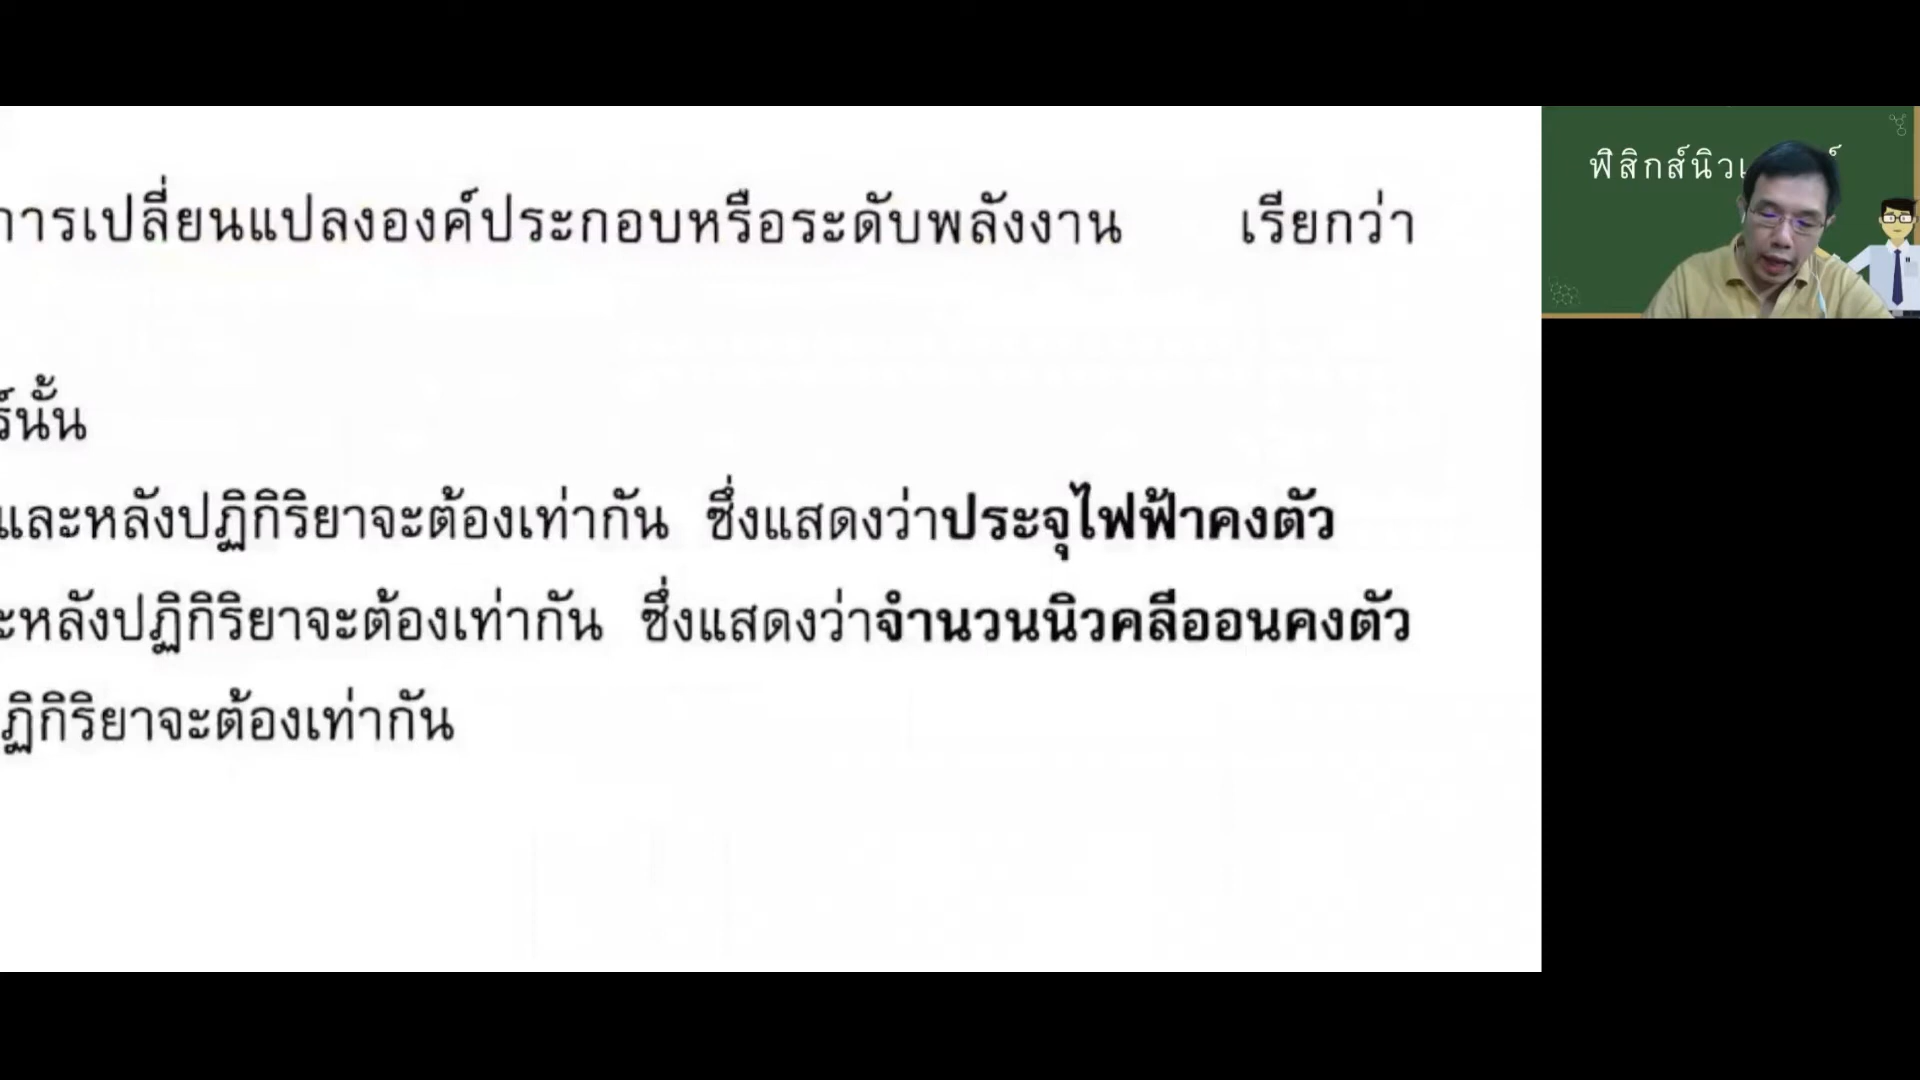 การเปลี่ยนแปลงองค์ประกอบหรือระดับพลังงาน เรียกว่า
ร์นั้น
และหลังปฏิกิริยาจะต้องเท่ากัน ซึ่งแสดงว่าประจุไฟฟ้าคงตัว
ะหลังปฏิกิริยาจะต้องเท่ากัน ซึ่งแสดงว่าจำนวนนิวคลีออนคงตัว
ฏิกิริยาจะต้องเท่ากัน
ฟิสิกส์นิวเ